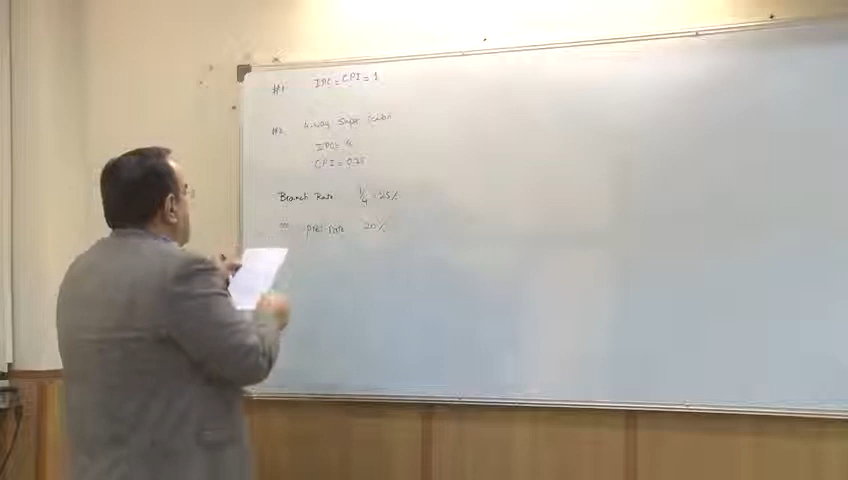 #1 IPC = CPI = 1
#2 4-way Super Scalar
IPC = 4
CPI = 0.25
Branch Rate 1/4 = 25%
pred Rate 20%